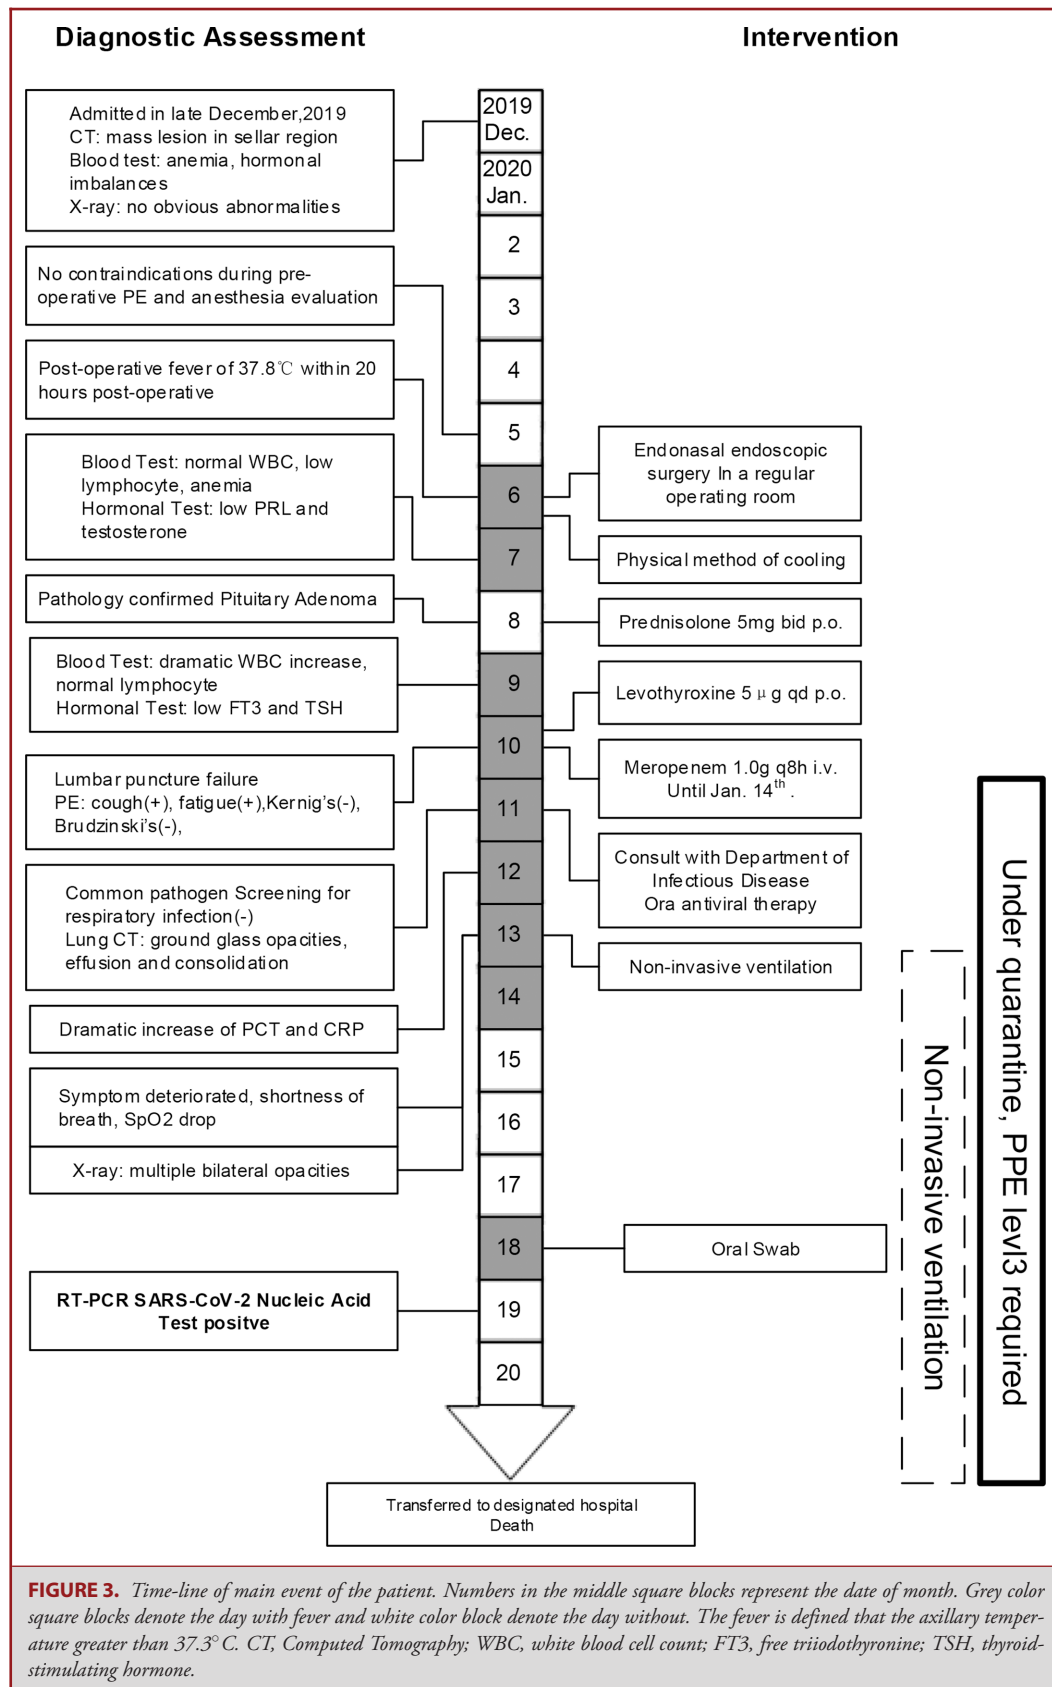 Diagnostic Assessment
Intervention
Admitted in late December,2019
CT: mass lesion in sellar region
Blood test: anemia, hormonal
imbalances
X-ray: no obvious abnormalities
No contraindications during pre-
operative PE and anesthesia evaluation
Post-operative fever of 37.8℃ within 20
hours post-operative
Blood Test: normal WBC, low
lymphocyte, anemia
Hormonal Test: low PRL and
testosterone
Pathology confirmed Pituitary Adenoma
Blood Test: dramatic WBC increase,
normal lymphocyte
Hormonal Test: low FT3 and TSH
Lumbar puncture failure
PE: cough(+), fatigue(+),Kernig's(-),
Brudzinski's(-),
Common pathogen Screening for
respiratory infection(-)
Lung CT: ground glass opacities,
effusion and consolidation
Dramatic increase of PCT and CRP
Symptom deteriorated, shortness of
breath, SpO2 drop
X-ray: multiple bilateral opacities
RT-PCR SARS-CoV-2 Nucleic Acid
Test positve
2019
Dec.
2020
Jan.
2
3
4
5
6
7
8
9
10
11
12
13
14
15
16
17
18
19
20
Endonasal endoscopic
surgery In a regular
operating room
Physical method of cooling
Prednisolone 5mg bid p.o.
Levothyroxine 5 μg qd p.o.
Meropenem 1.0g q8h i.v.
Until Jan. 14th .
Consult with Department of
Infectious Disease
Ora antiviral therapy
Non-invasive ventilation
Oral Swab
Non-invasive ventilation
Under quarantine, PPE levl3 required
Transferred to designated hospital
Death
FIGURE 3. Time-line of main event of the patient. Numbers in the middle square blocks represent the date of month. Grey color
square blocks denote the day with fever and white color block denote the day without. The fever is defined that the axillary temper-
ature greater than 37.3°C. CT, Computed Tomography; WBC, white blood cell count; FT3, free triiodothyronine; TSH, thyroid-
stimulating hormone.